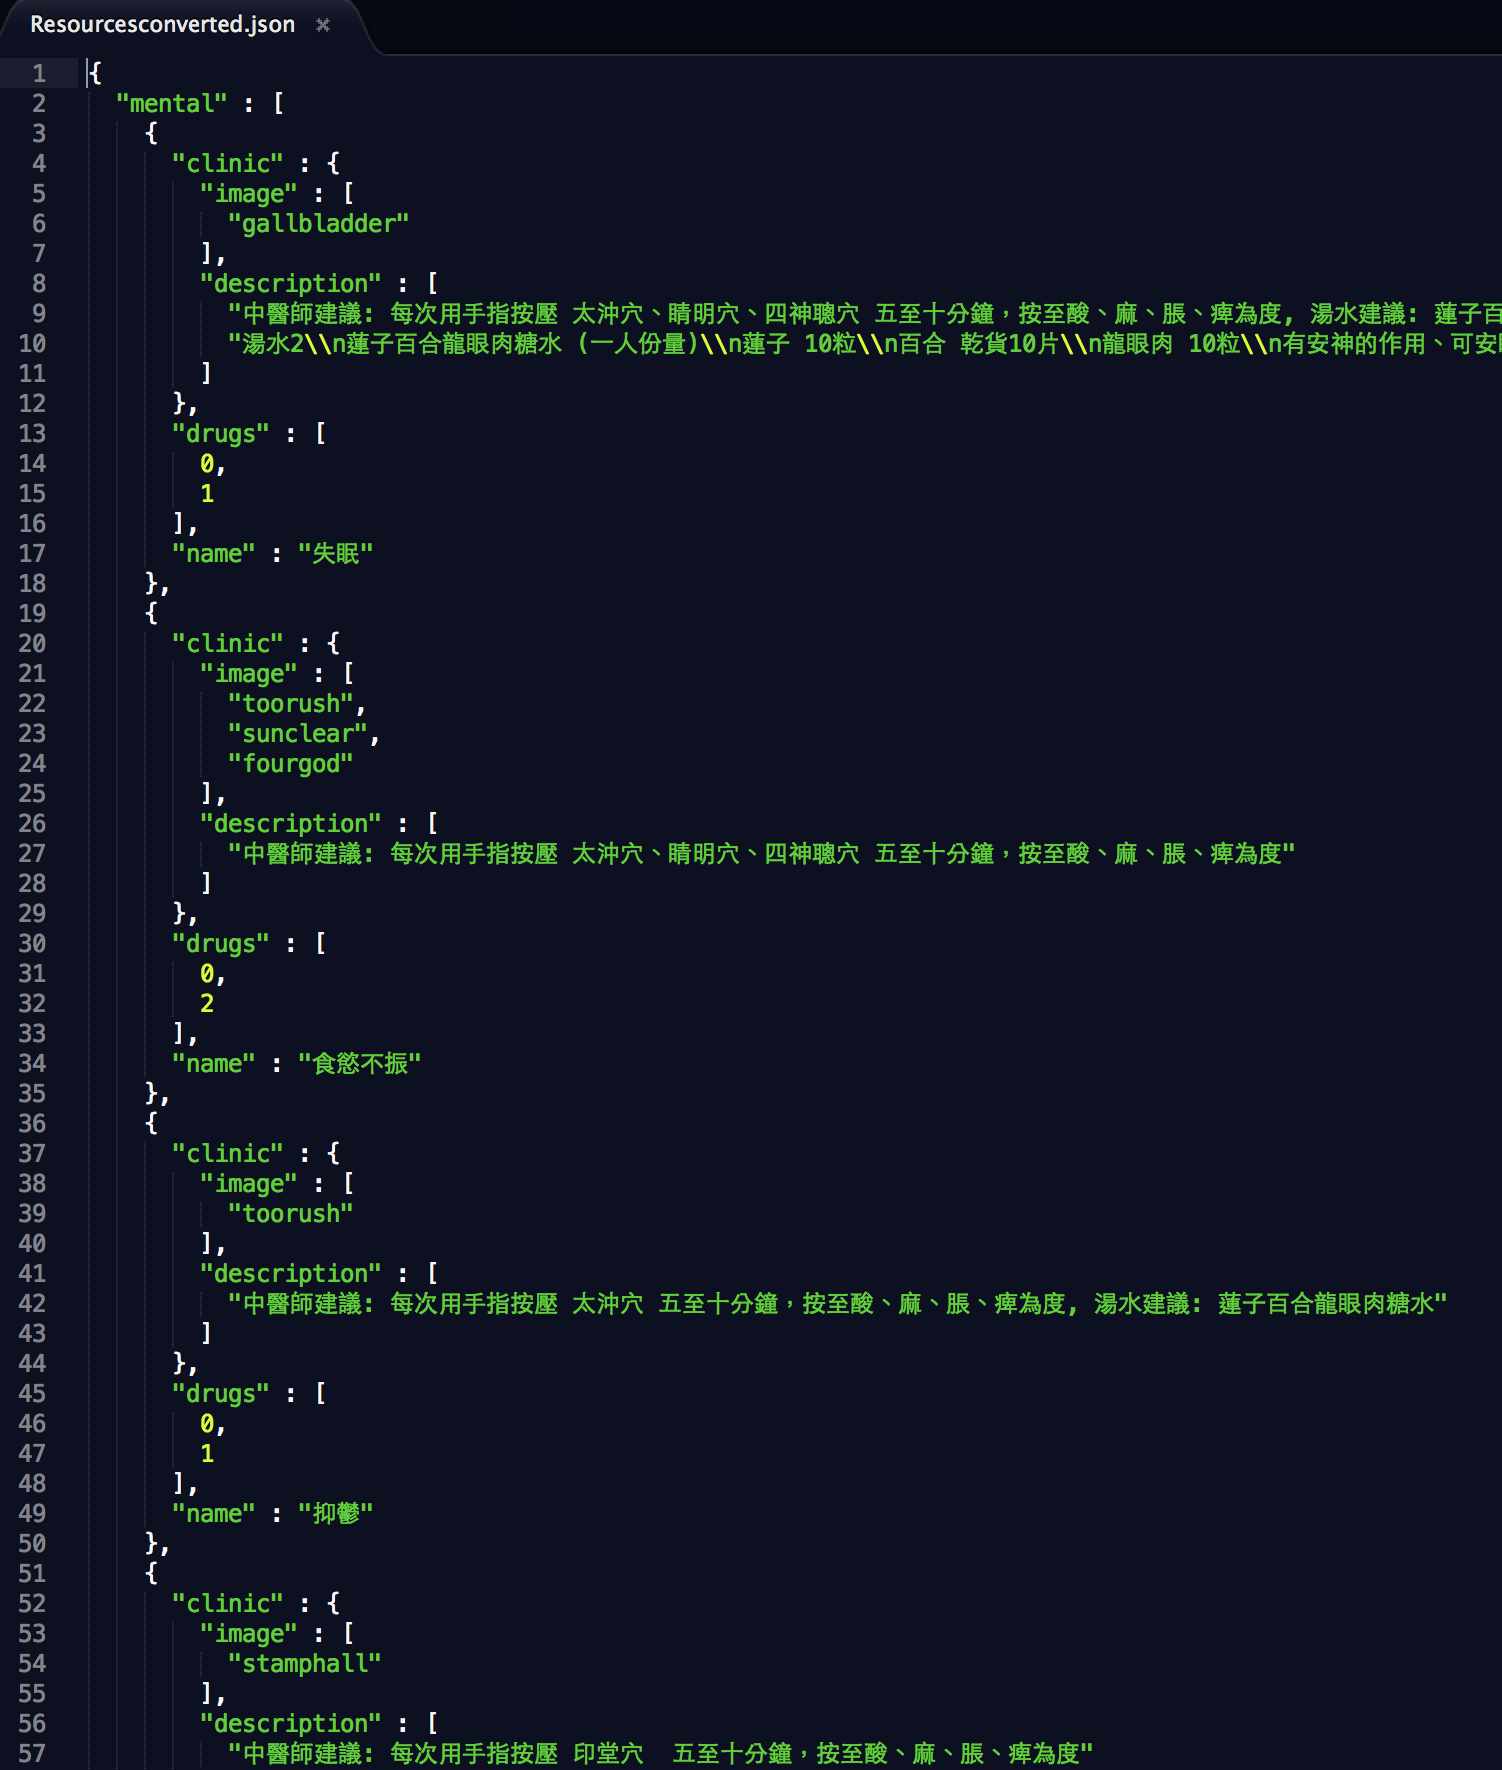 Resourcesconverted.json ×
1 {
2 "mental" : [
3 {
4 "clinic" : {
5 "image" : [
6 "gallbladder"
7 ],
8 "description" : [
9 "中醫師建議: 每次用手指按壓 太沖穴、睛明穴、四神聰穴 五至十分鐘，按至酸、麻、脹、痺為度, 湯水建議: 蓮子百
10 "湯水2\\n蓮子百合龍眼肉糖水 (一人份量)\\n蓮子 10粒\\n百合 乾貨10片\\n龍眼肉 10粒\\n有安神的作用、可安
11 ]
12 },
13 "drugs" : [
14 0,
15 1
16 ],
17 "name" : "失眠"
18 },
19 {
20 "clinic" : {
21 "image" : [
22 "toorush",
23 "sunclear",
24 "fourgod"
25 ],
26 "description" : [
27 "中醫師建議: 每次用手指按壓 太沖穴、睛明穴、四神聰穴 五至十分鐘，按至酸、麻、脹、痺為度"
28 ]
29 },
30 "drugs" : [
31 0,
32 2
33 ],
34 "name" : "食慾不振"
35 },
36 {
37 "clinic" : {
38 "image" : [
39 "toorush"
40 ],
41 "description" : [
42 "中醫師建議: 每次用手指按壓 太沖穴 五至十分鐘，按至酸、麻、脹、痺為度, 湯水建議: 蓮子百合龍眼肉糖水"
43 ]
44 },
45 "drugs" : [
46 0,
47 1
48 ],
49 "name" : "抑鬱"
50 },
51 {
52 "clinic" : {
53 "image" : [
54 "stamphall"
55 ],
56 "description" : [
57 "中醫師建議: 每次用手指按壓 印堂穴  五至十分鐘，按至酸、麻、脹、痺為度"